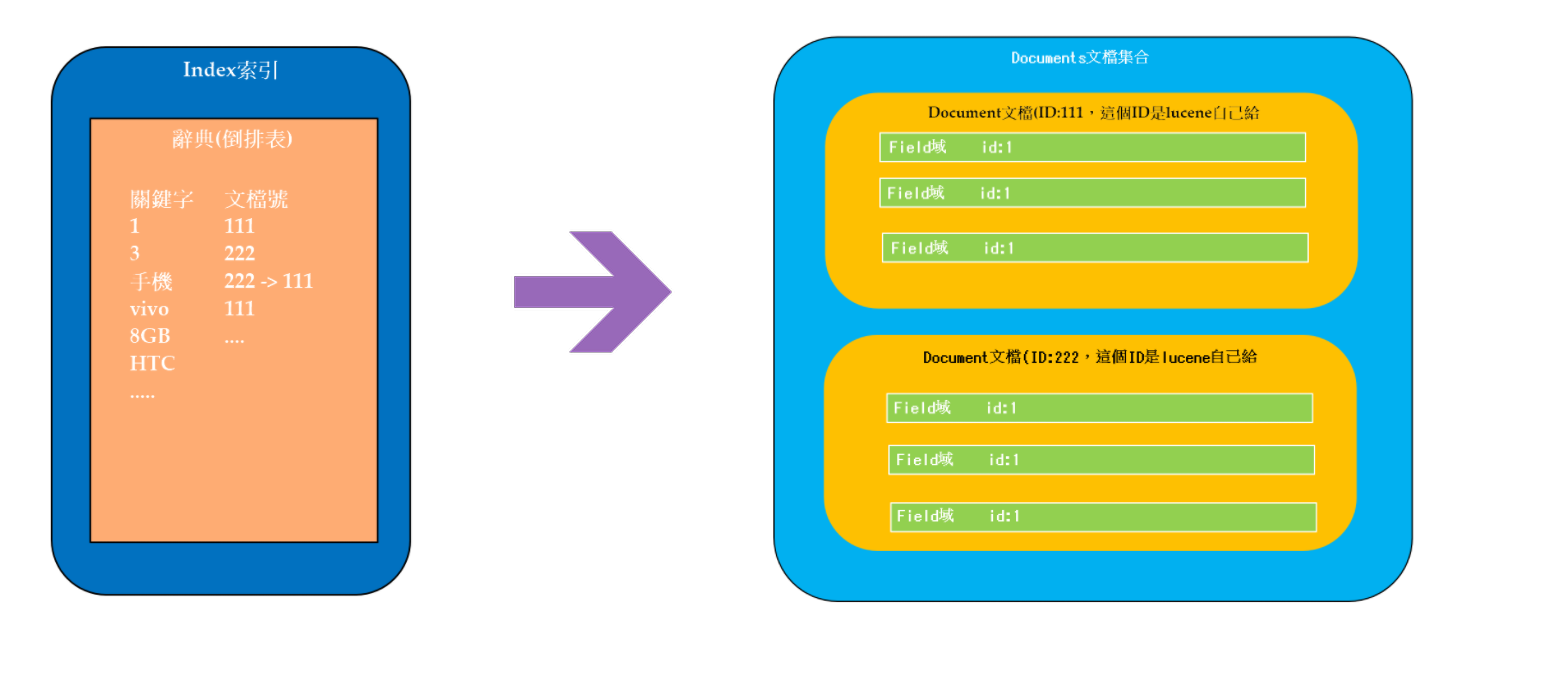 Index索引
辭典(倒排表)
關鍵字 文檔號
1 111
3 222
手機 222 -> 111
vivo 111
8GB ....
HTC
.....
Documents文檔集合
Document文檔(ID:111，這個ID是lucene自己給
Field域 id:1
Field域 id:1
Field域 id:1
Document文檔(ID:222，這個ID是lucene自己給
Field域 id:1
Field域 id:1
Field域 id:1